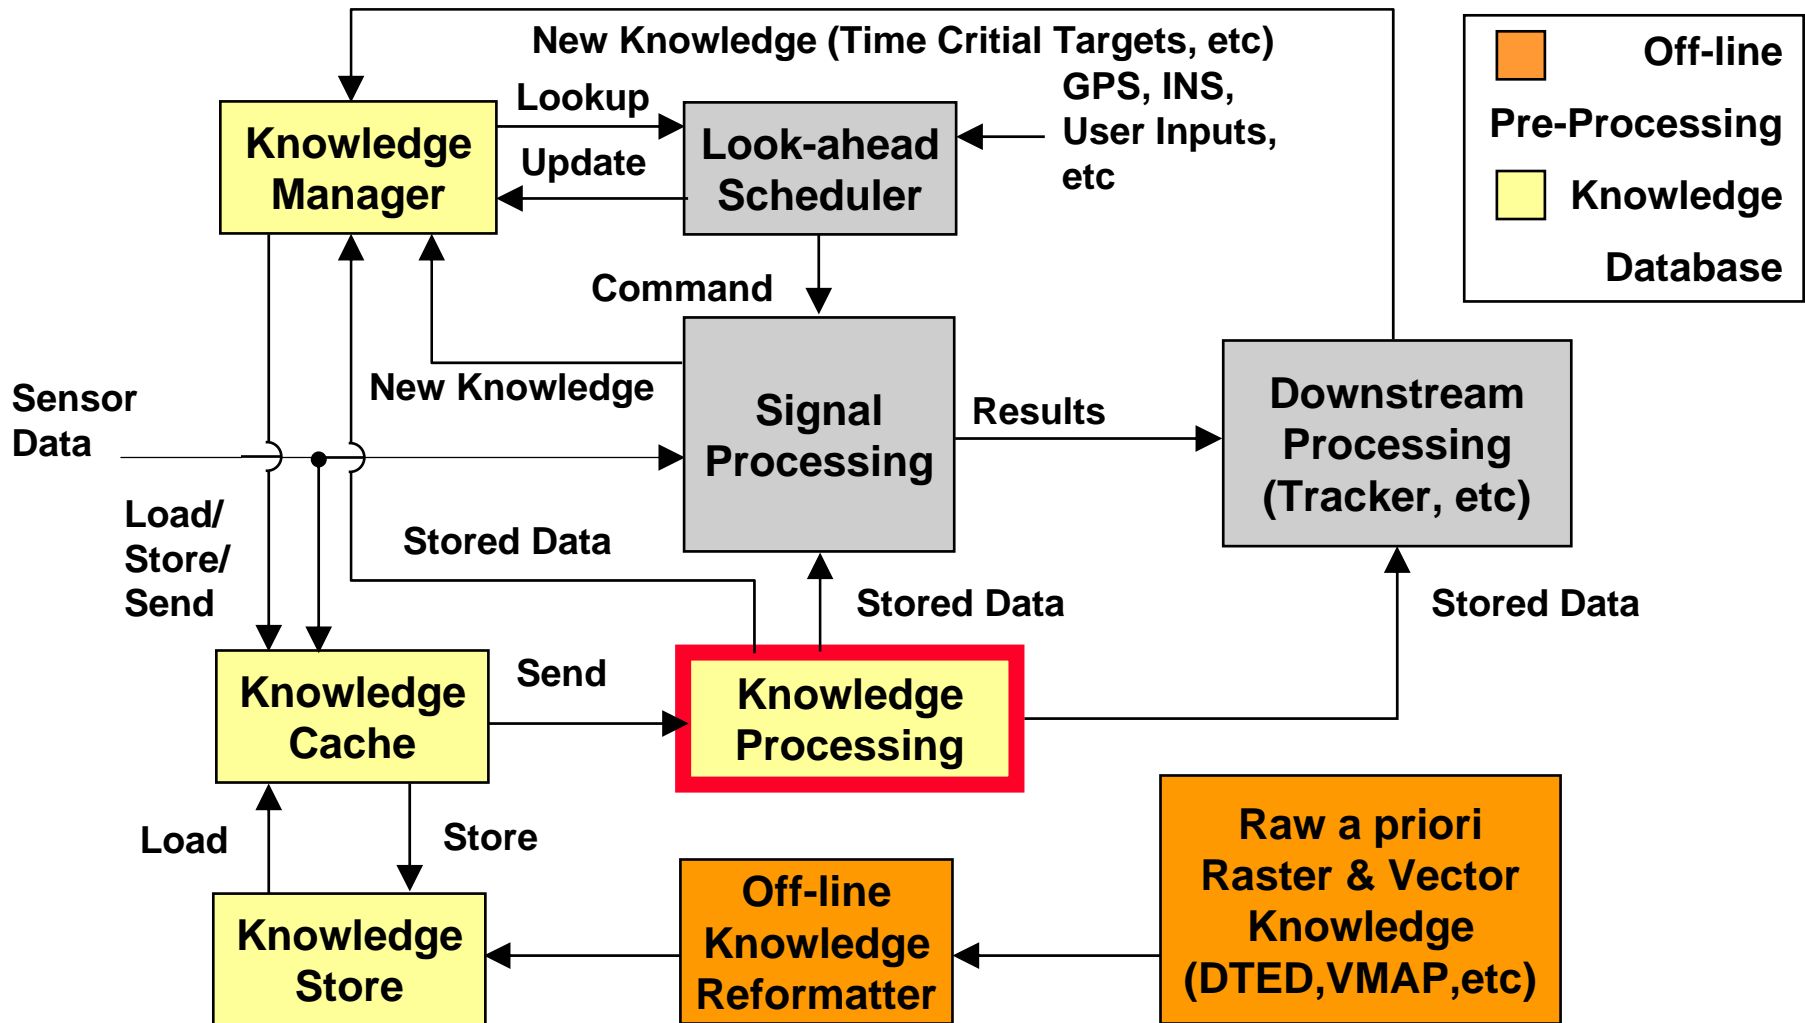 New Knowledge (Time Critial Targets, etc)
GPS, INS,
User Inputs,
etc
Off-line
Pre-Processing
Knowledge
Database
Knowledge
Manager
Lookup
Update
Look-ahead
Scheduler
Command
New Knowledge
Sensor
Data
Signal
Processing
Results
Downstream
Processing
(Tracker, etc)
Load/
Store/
Send
Stored Data
Stored Data
Stored Data
Knowledge
Cache
Send
Knowledge
Processing
Load
Store
Knowledge
Store
Off-line
Knowledge
Reformatter
Raw a priori
Raster & Vector
Knowledge
(DTED,VMAP,etc)